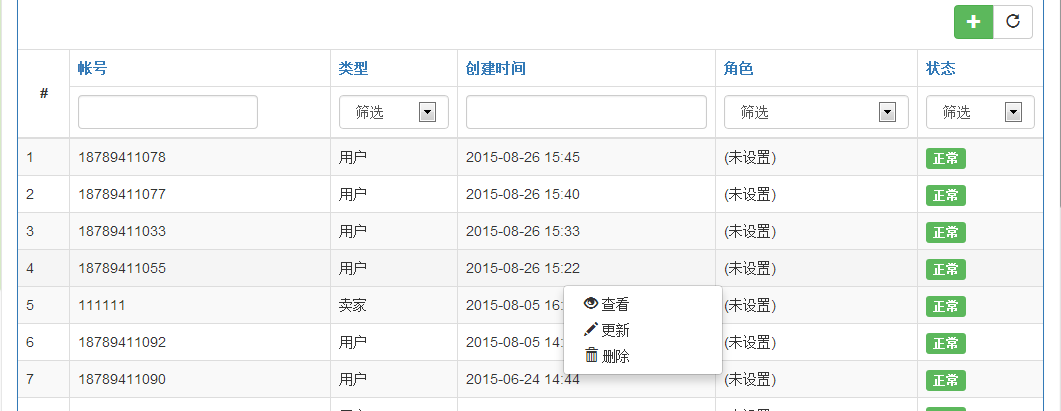 # 帐号 类型 创建时间 角色 状态
筛选 筛选 筛选
1 18789411078 用户 2015-08-26 15:45 (未设置) 正常
2 18789411077 用户 2015-08-26 15:40 (未设置) 正常
3 18789411033 用户 2015-08-26 15:33 (未设置) 正常
4 18789411055 用户 2015-08-26 15:22 (未设置) 正常
5 111111 卖家 2015-08-05 16: (未设置) 正常
6 18789411092 用户 2015-08-05 14: (未设置) 正常
7 18789411090 用户 2015-06-24 14:44 (未设置) 正常
查看
更新
删除